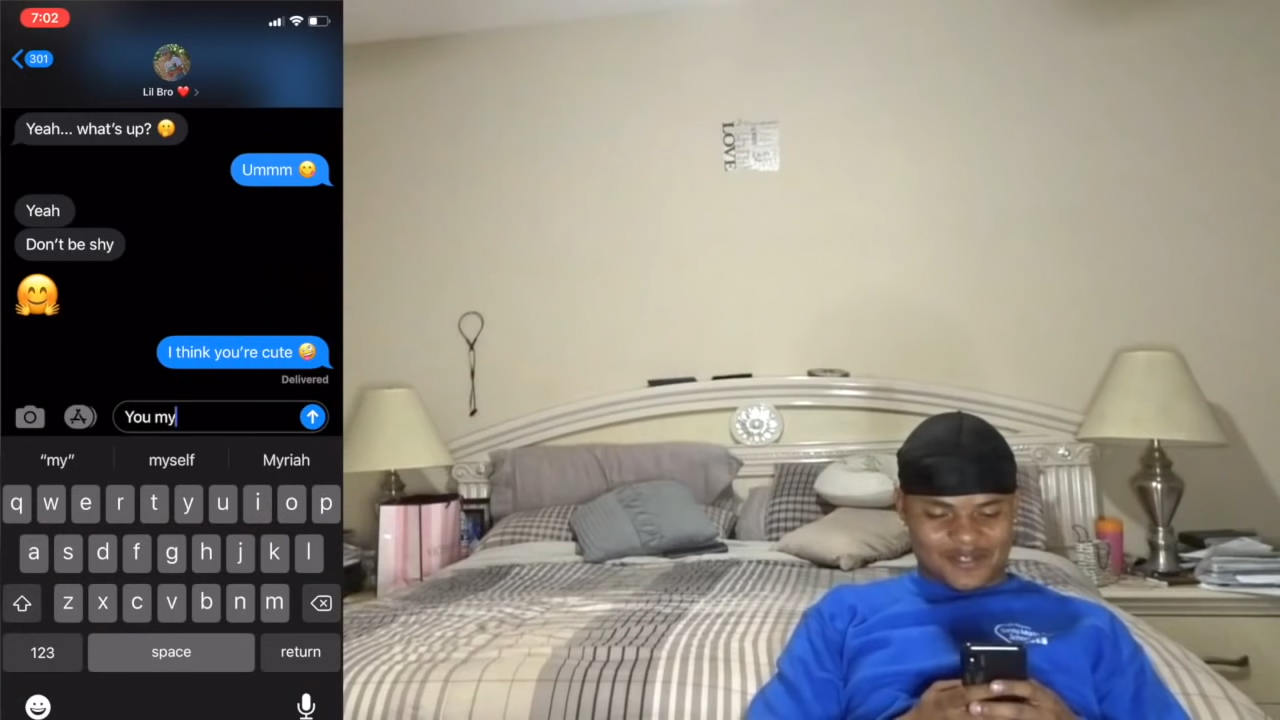 7:02
301
Lil Bro ❤️ >
Yeah... what's up? 🤭
Ummm 😋
Yeah
Don't be shy
🤗
I think you're cute 🤪
Delivered
You my
“my” myself Myriah
q w e r t y u i o p
a s d f g h j k l
z x c v b n m
123 space return
LOVE